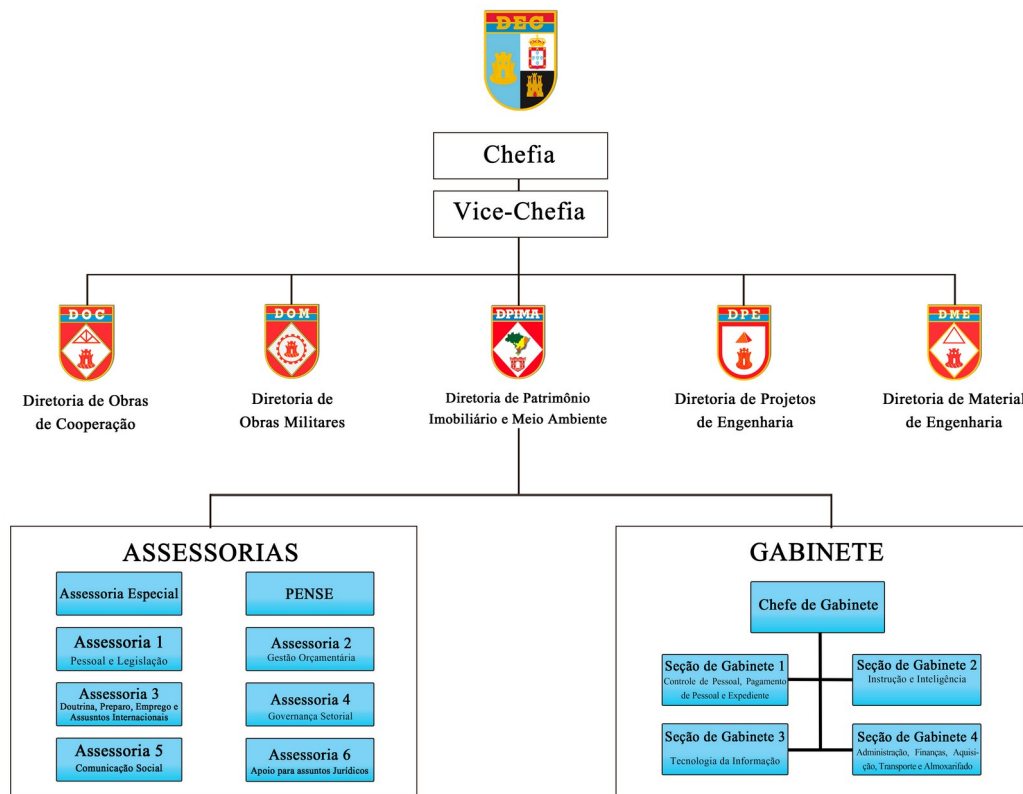 DEC
Chefia
Vice-Chefia
DOC
DOM
DPIMA
DPE
DME
Diretoria de Obras
de Cooperação
Diretoria de
Obras Militares
Diretoria de Patrimônio
Imobiliário e Meio Ambiente
Diretoria de Projetos
de Engenharia
Diretoria de Material
de Engenharia
ASSESSORIAS
Assessoria Especial
PENSE
Assessoria 1
Pessoal e Legislação
Assessoria 2
Gestão Orçamentária
Assessoria 3
Doutrina, Preparo, Emprego e
Assusntos Internacionais
Assessoria 4
Governança Setorial
Assessoria 5
Comunicação Social
Assessoria 6
Apoio para assuntos Jurídicos
GABINETE
Chefe de Gabinete
Seção de Gabinete 1
Controle de Pessoal, Pagamento
de Pessoal e Expediente
Seção de Gabinete 2
Instrução e Inteligência
Seção de Gabinete 3
Tecnologia da Informação
Seção de Gabinete 4
Administração, Finanças, Aquisi-
ção, Transporte e Almoxarifado